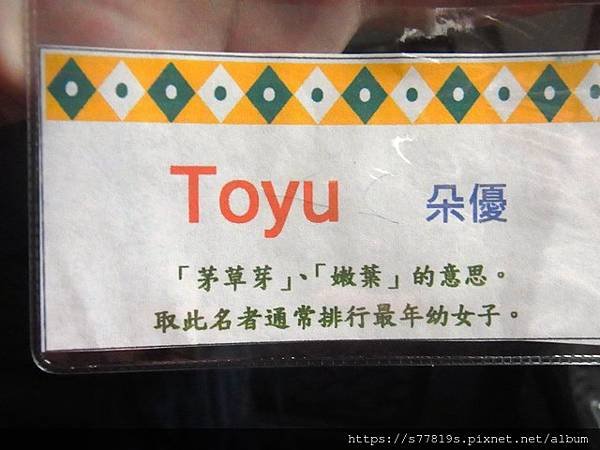 Toyu 朵優
「茅草芽」、「嫩葉」的意思。
取此名者通常排行最年幼女子。
https://s77819s.pixnet.net/album